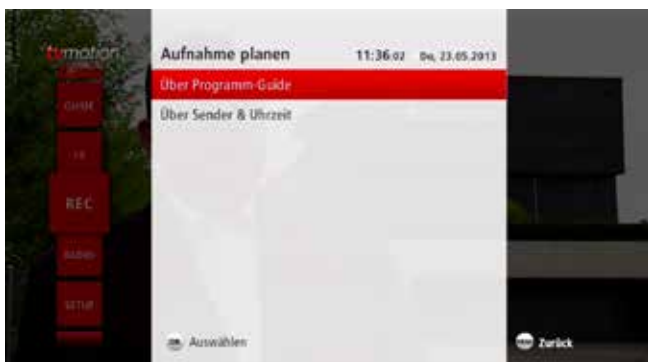 tvmotion
Aufnahme planen 11:36:02 Do, 23.05.2013
Über Programm-Guide
Über Sender & Uhrzeit
GUIDE
TV
REC
RADIO
SETUP
Auswählen
Zurück